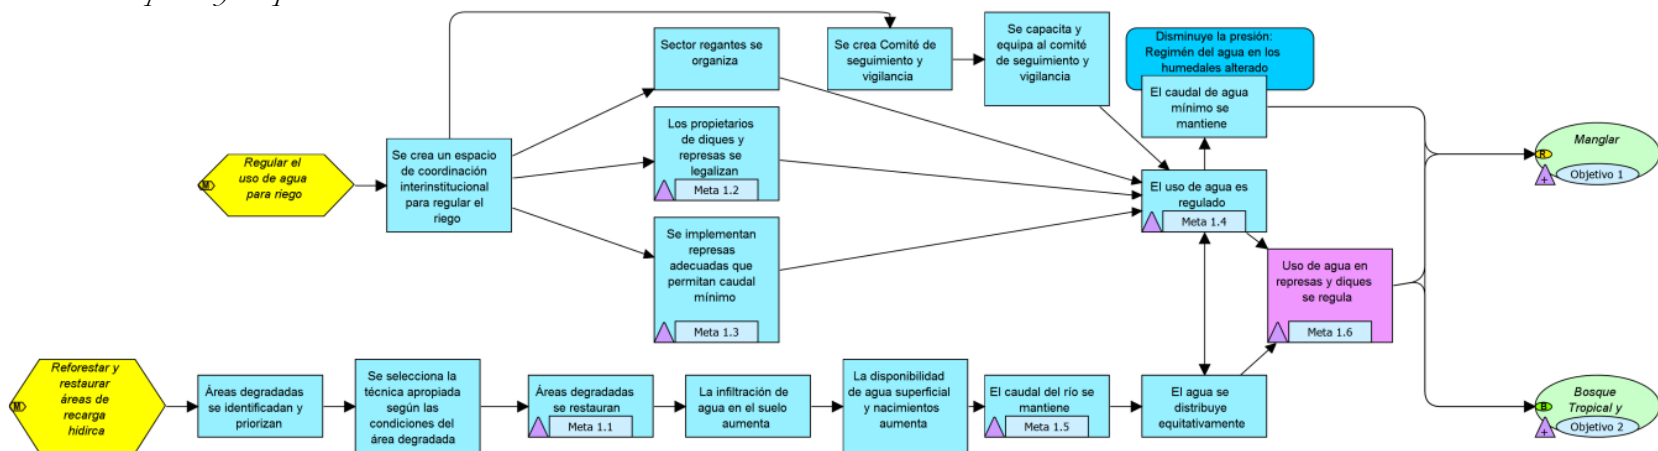 Regular el
uso de agua
para riego
M
Se crea un espacio
de coordinación
interinstitucional
para regular el
riego
Sector regantes se
organiza
Los propietarios
de diques y
represas se
legalizan
Meta 1.2
Se implementan
represas
adecuadas que
permitan caudal
mínimo
Meta 1.3
Se crea Comité de
seguimiento y
vigilancia
Se capacita y
equipa al comité
de seguimiento y
vigilancia
Disminuye la presión:
Regimén del agua en los
humedales alterado
El caudal de agua
mínimo se
mantiene
El uso de agua es
regulado
Meta 1.4
Uso de agua en
represas y diques
se regula
Meta 1.6
Manglar
R
Objetivo 1
+
Reforestar y
restaurar
áreas de
recarga
hidirca
M
Áreas degradadas
se identifcadan y
priorizan
Se selecciona la
técnica apropiada
según las
condiciones del
área degradada
Áreas degradadas
se restauran
Meta 1.1
La infiltración de
agua en el suelo
aumenta
La disponibilidad
de agua superficial
y nacimientos
aumenta
El caudal del río se
mantiene
Meta 1.5
El agua se
distribuye
equitativamente
Bosque
Tropical y
B
Objetivo 2
+